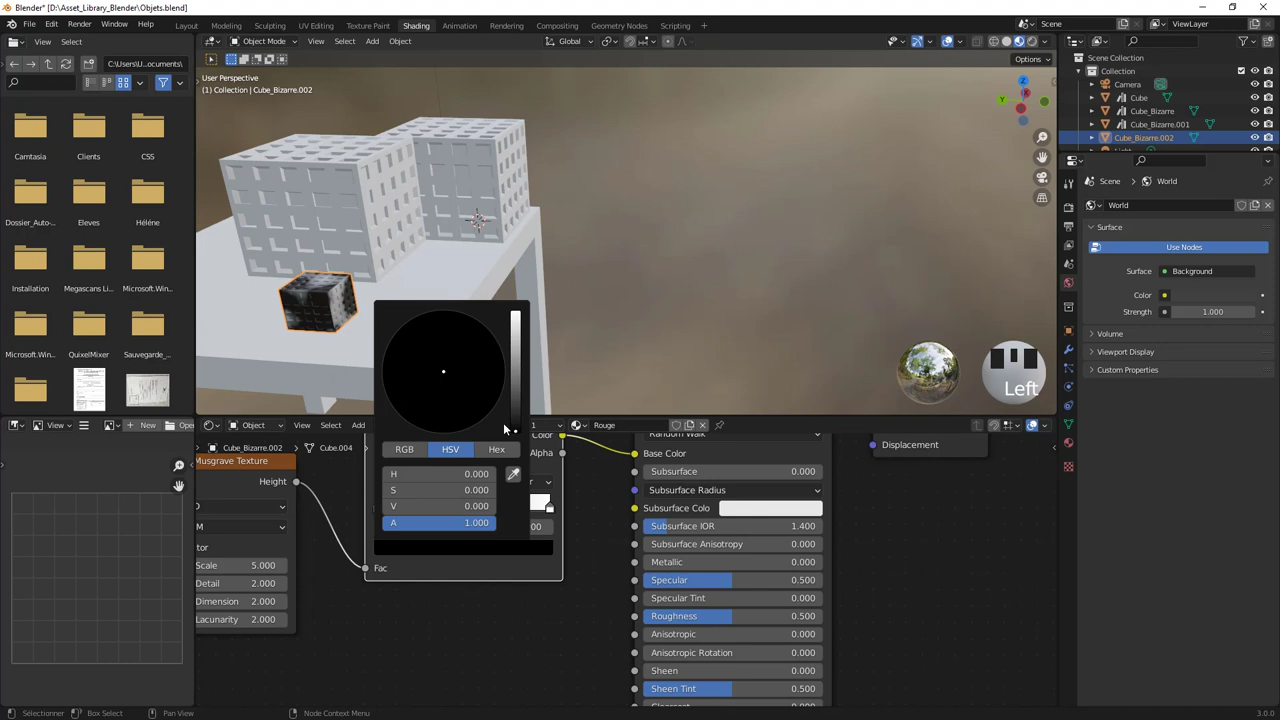 Blender* [D:\Asset_Library_Blender\Objets.blend]
File Edit Render Window Help Layout Modeling Sculpting UV Editing Texture Paint Shading Animation Rendering Compositing Geometry Nodes Scripting + Scene ViewLayer
View Select Object Mode View Select Add Object Global
C:\U...ocuments\ Options
User Perspective
(1) Collection | Cube_Bizarre.002
Scene Collection
Collection
Camera
Cube
Cube_Bizarre
Cube_Bizarre.001
Cube_Bizarre.002
Camtasia Clients CSS
Dossier_Auto-... Eleves Hélène
Installation Megascans Li... Microsoft.Win...
Microsoft.Win... QuixelMixer Sauvegarde_...
Z
Y
Scene World
World
Surface
Use Nodes
Surface Background
Color
Strength 1.000
Volume
Viewport Display
Custom Properties
Left
View New Open
Object View Select Add 1 Rouge
Cube_Bizarre.002 Cube.004
Musgrave Texture
Height
Scale 5.000
Detail 2.000
Dimension 2.000
Lacunarity 2.000
RGB HSV Hex
H 0.000
S 0.000
V 0.000
A 1.000
Fac
Color
Alpha
Random Walk
Base Color
Subsurface 0.000
Subsurface Radius
Subsurface Colo
Subsurface IOR 1.400
Subsurface Anisotropy 0.000
Metallic 0.000
Specular 0.500
Specular Tint 0.000
Roughness 0.500
Anisotropic 0.000
Anisotropic Rotation 0.000
Sheen 0.000
Sheen Tint 0.500
Displacement
Sélectionner Box Select Pan View Node Context Menu 3.0.0